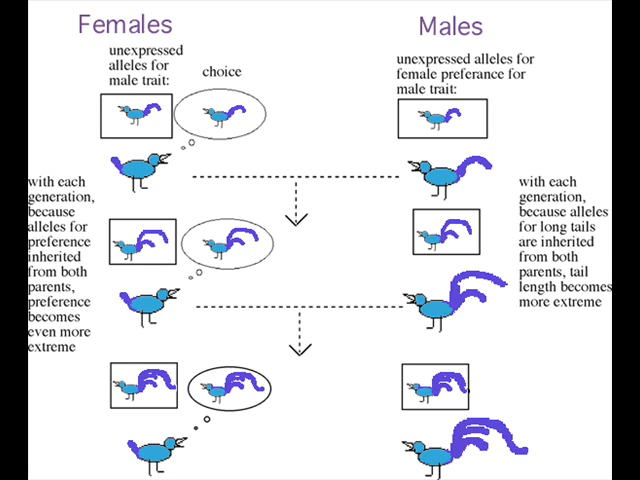 Females
Males
unexpressed
alleles for
male trait:
choice
unexpressed alleles for
female preferance for
male trait:
with each
generation,
because
alleles for
preference
inherited
from both
parents,
preference
becomes
even more
extreme
with each
generation,
because alleles
for long tails
are inherited
from both
parents, tail
length becomes
more extreme